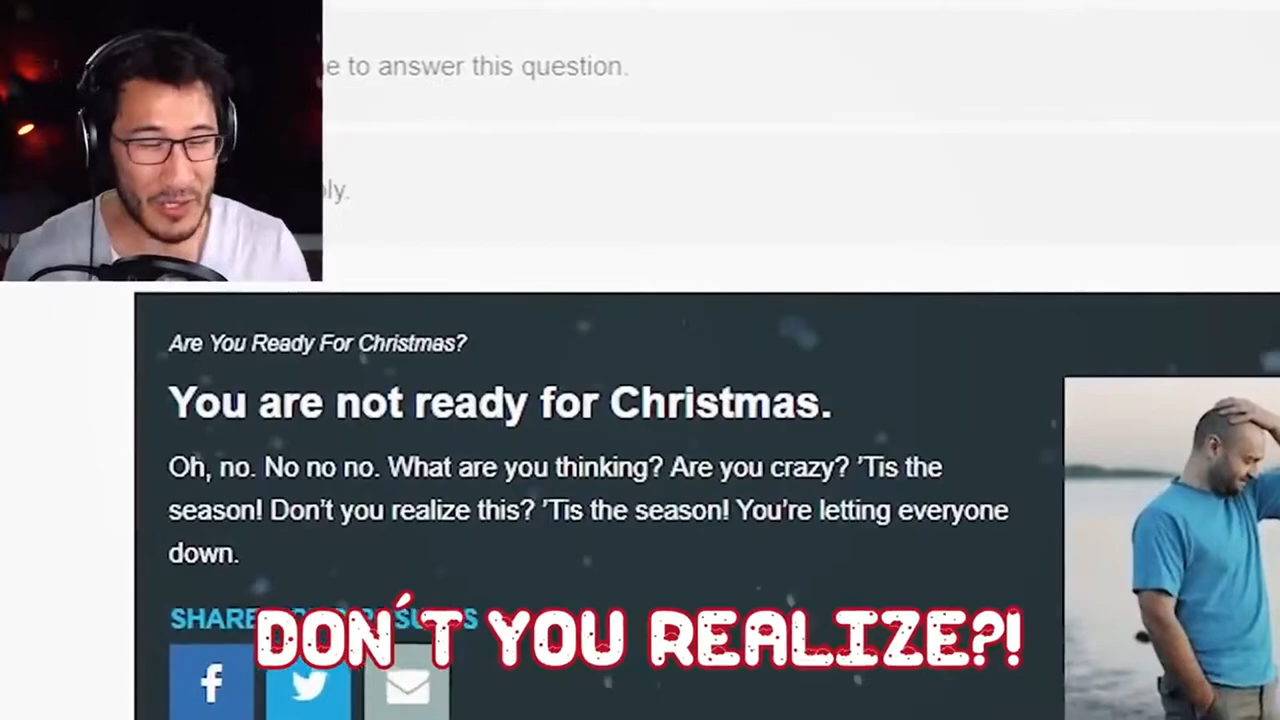 to answer this question.
Are You Ready For Christmas?
You are not ready for Christmas.
Oh, no. No no no. What are you thinking? Are you crazy? 'Tis the
season! Don't you realize this? 'Tis the season! You're letting everyone
down.
SHARE
DON'T YOU REALIZE?!
f